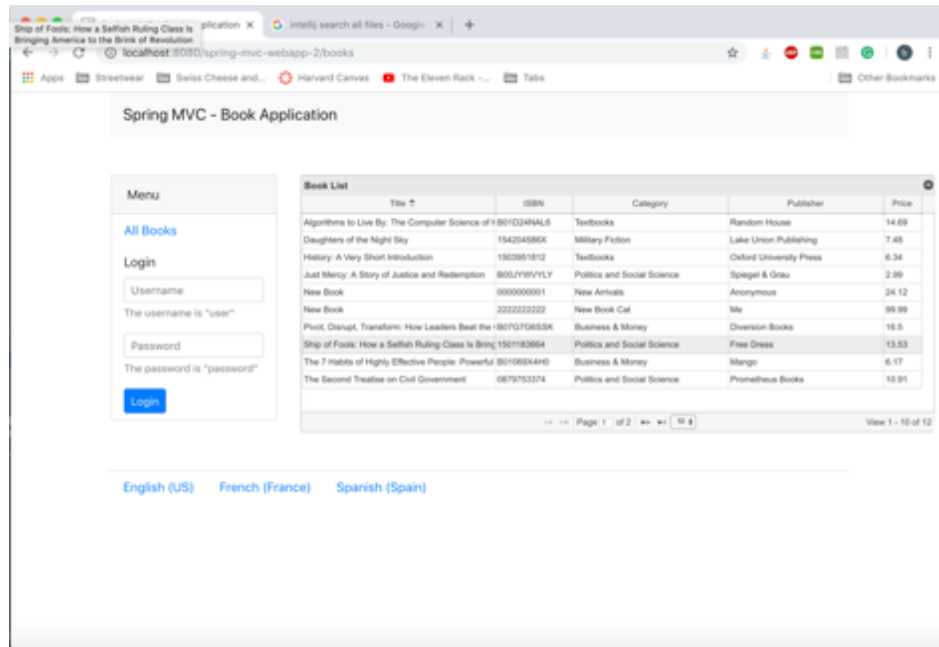 Ship of Fools: How a Selfish Ruling Class Is
Bringing America to the Brink of Revolution
plication
intellij search all files - Google
localhost:8080/spring-mvc-webapp-2/books
Apps Streetwear Swiss Cheese and... Harvard Canvas The Eleven Rack -... Tabs Other Bookmarks
Spring MVC - Book Application
Menu
All Books
Login
Username
The username is "user"
Password
The password is "password"
Login
Book List
Title ISBN Category Publisher Price
Algorithms to Live By: The Computer Science of B01D24NAL6 Textbooks Random House 14.69
Daughters of the Night Sky 154204586X Military Fiction Lake Union Publishing 7.48
History: A Very Short Introduction 1503951812 Textbooks Oxford University Press 6.34
Just Mercy: A Story of Justice and Redemption B00JYWVYLY Politics and Social Science Spiegel & Grau 2.99
New Book 0000000001 New Arrivals Anonymous 24.12
New Book 2222222222 New Book Cat Me 99.99
Pivot, Disrupt, Transform: How Leaders Beat the B07G7G6SSK Business & Money Diversion Books 16.5
Ship of Fools: How a Selfish Ruling Class Is Bring 1501183664 Politics and Social Science Free Dress 13.53
The 7 Habits of Highly Effective People: Powerful B01069X4H0 Business & Money Mango 6.17
The Second Treatise on Civil Government 0879753374 Politics and Social Science Prometheus Books 10.91
Page 1 of 2 10 View 1 - 10 of 12
English (US) French (France) Spanish (Spain)